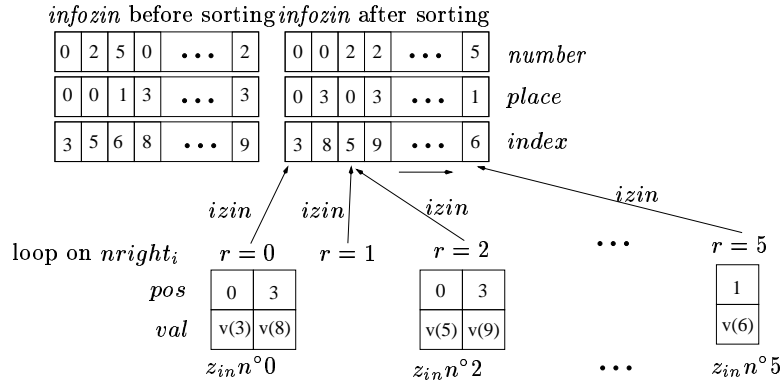 infozin before sorting infozin after sorting
0 2 5 0 ••• 2 0 0 2 2 ••• 5 number
0 0 1 3 ••• 3 0 3 0 3 ••• 1 place
3 5 6 8 ••• 9 3 8 5 9 ••• 6 index
izin izin izin izin
loop on nright_i r = 0 r = 1 r = 2 ••• r = 5
pos 0 3 0 3 1
val v(3) v(8) v(5) v(9) v(6)
z_in n°0 z_in n°2 ••• z_in n°5